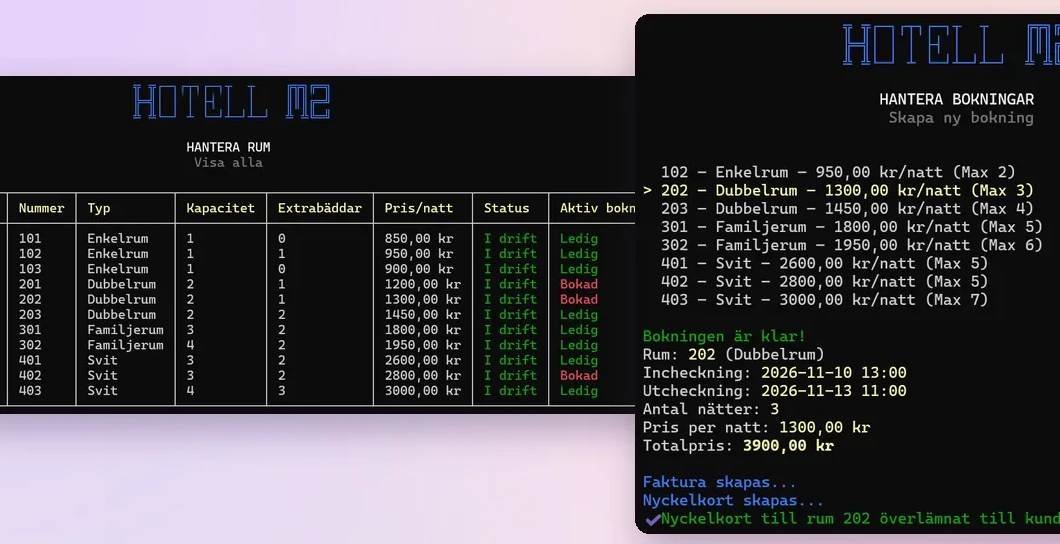 HOTELL M2
HANTERA RUM
Visa alla
Nummer Typ Kapacitet Extrabäddar Pris/natt Status Aktiv bokn
101 Enkelrum 1 0 850,00 kr I drift Ledig
102 Enkelrum 1 1 950,00 kr I drift Ledig
103 Enkelrum 1 0 900,00 kr I drift Ledig
201 Dubbelrum 2 1 1200,00 kr I drift Bokad
202 Dubbelrum 2 1 1300,00 kr I drift Bokad
203 Dubbelrum 2 2 1450,00 kr I drift Ledig
301 Familjerum 3 2 1800,00 kr I drift Ledig
302 Familjerum 4 2 1950,00 kr I drift Ledig
401 Svit 3 2 2600,00 kr I drift Ledig
402 Svit 3 2 2800,00 kr I drift Bokad
403 Svit 4 3 3000,00 kr I drift Ledig
HOTELL M2
HANTERA BOKNINGAR
Skapa ny bokning
102 – Enkelrum – 950,00 kr/natt (Max 2)
> 202 – Dubbelrum – 1300,00 kr/natt (Max 3)
203 – Dubbelrum – 1450,00 kr/natt (Max 4)
301 – Familjerum – 1800,00 kr/natt (Max 5)
302 – Familjerum – 1950,00 kr/natt (Max 6)
401 – Svit – 2600,00 kr/natt (Max 5)
402 – Svit – 2800,00 kr/natt (Max 5)
403 – Svit – 3000,00 kr/natt (Max 7)
Bokningen är klar!
Rum: 202 (Dubbelrum)
Incheckning: 2026-11-10 13:00
Utcheckning: 2026-11-13 11:00
Antal nätter: 3
Pris per natt: 1300,00 kr
Totalpris: 3900,00 kr
Faktura skapas...
Nyckelkort skapas...
✔Nyckelkort till rum 202 överlämnat till kund